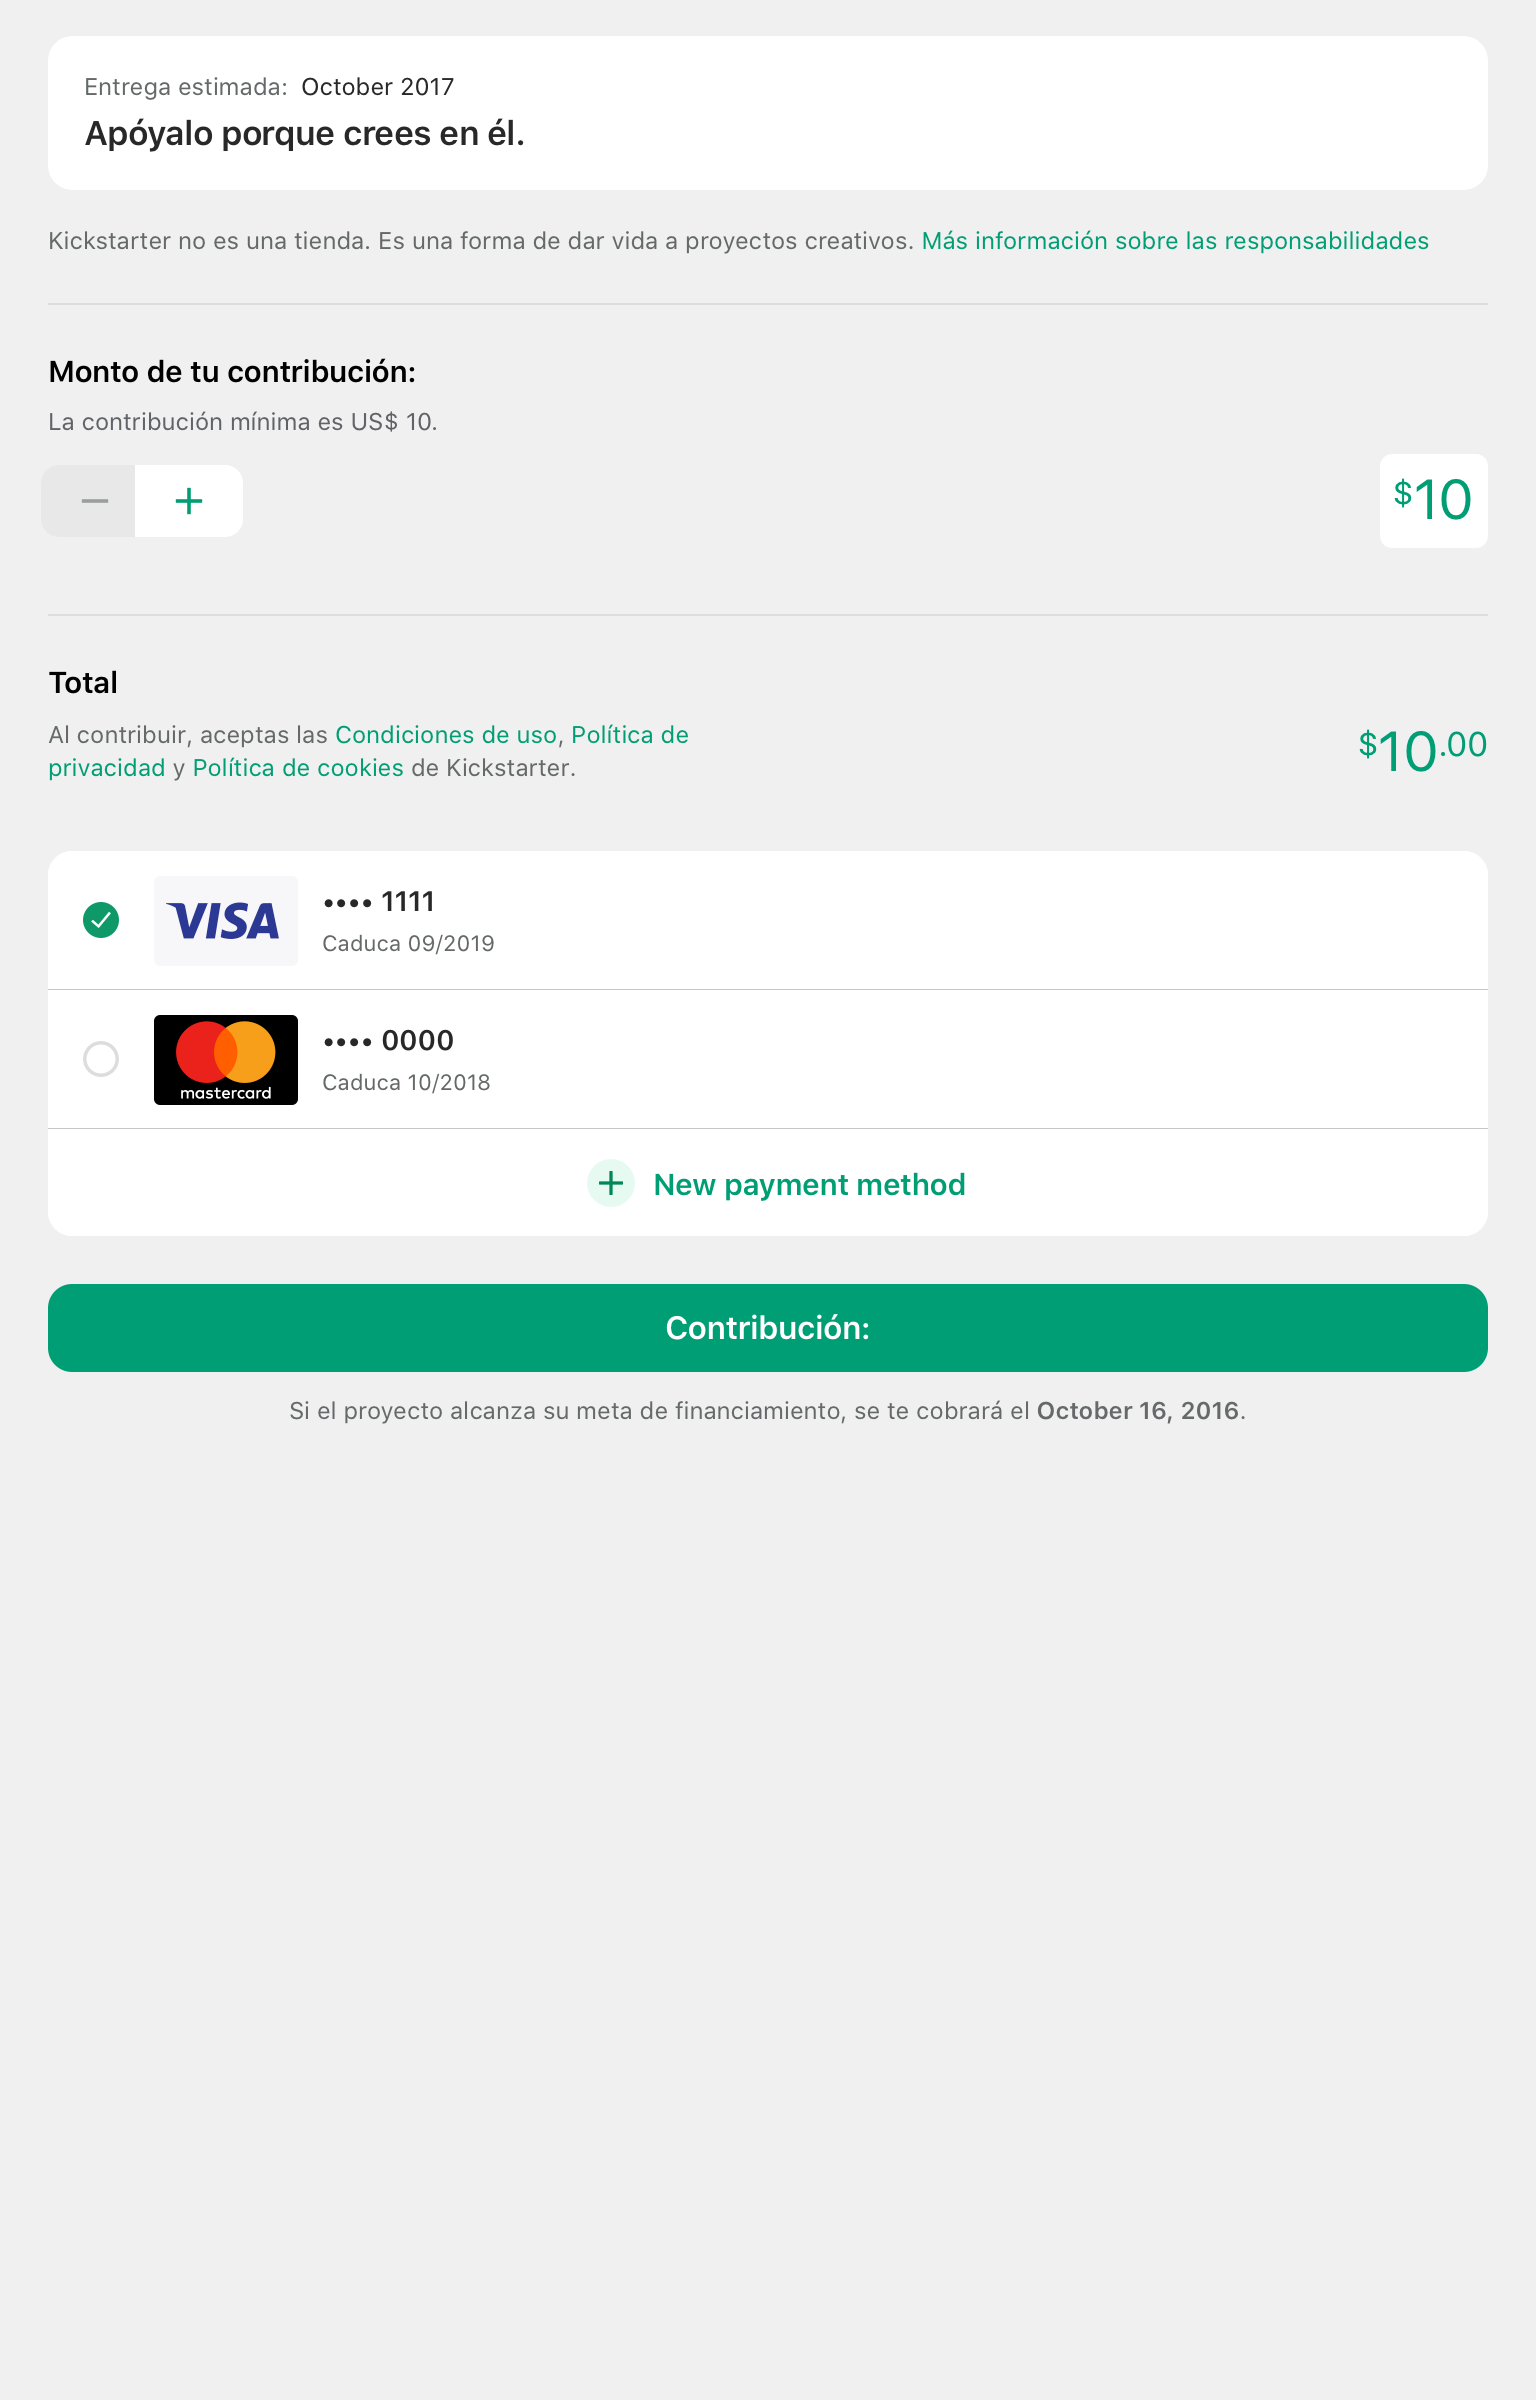 Entrega estimada: October 2017
Apóyalo porque crees en él.
Kickstarter no es una tienda. Es una forma de dar vida a proyectos creativos. Más información sobre las responsabilidades
Monto de tu contribución:
La contribución mínima es US$ 10.
$10
Total
Al contribuir, aceptas las Condiciones de uso, Política de
privacidad y Política de cookies de Kickstarter.
$10.00
VISA
•••• 1111
Caduca 09/2019
mastercard
•••• 0000
Caduca 10/2018
New payment method
Contribución:
Si el proyecto alcanza su meta de financiamiento, se te cobrará el October 16, 2016.